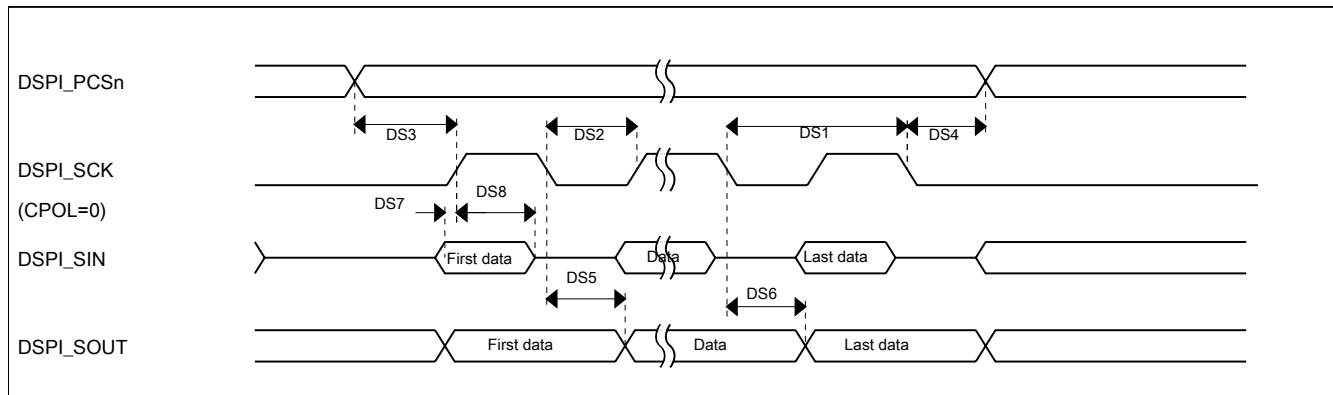 DSPI_PCSn
DS3
DS2
DS1
DS4
DSPI_SCK
(CPOL=0)
DS7
DS8
DSPI_SIN
First data
Data
Last data
DS5
DS6
DSPI_SOUT
First data
Data
Last data